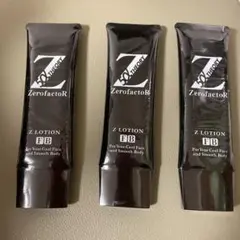 Z
ZerofactoR
Z LOTION
FB
For Your Cool Face
and Smooth Body
Z
ZerofactoR
Z LOTION
FB
For Your Cool Face
and Smooth Body
Z
ZerofactoR
Z LOTION
FB
For Your Cool Face
and Smooth Body